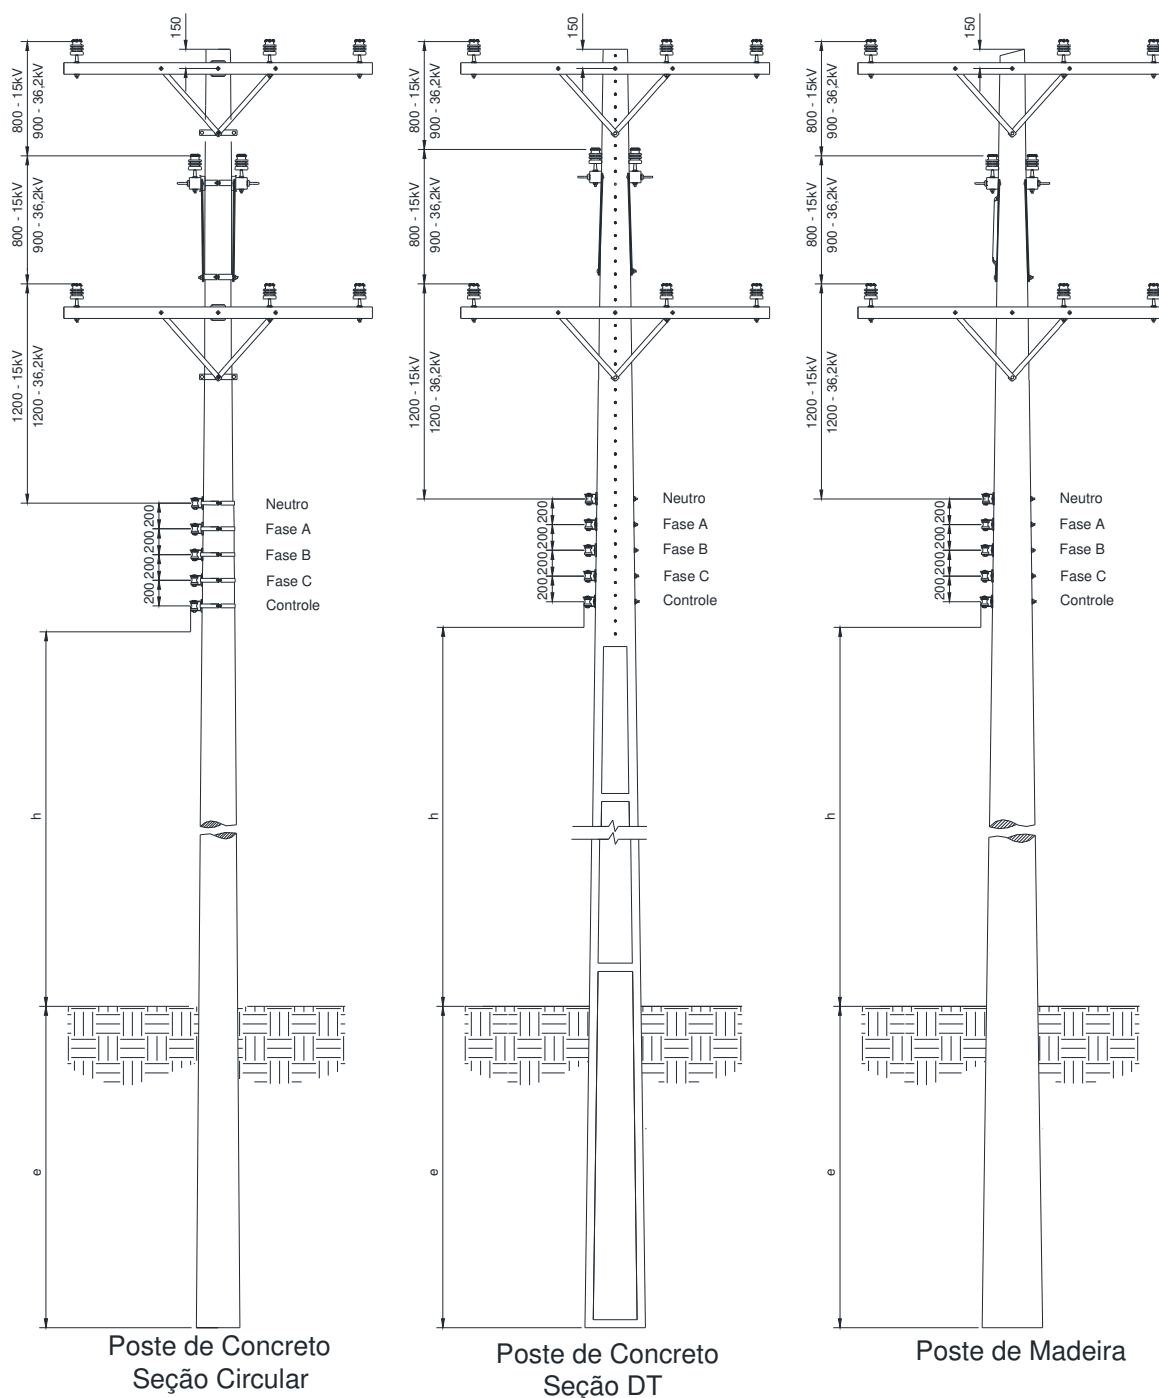 150
800 - 15kV
900 - 36,2kV
800 - 15kV
900 - 36,2kV
1200 - 15kV
1200 - 36,2kV
200
200
200
200
Neutro
Fase A
Fase B
Fase C
Controle
h
e
Poste de Concreto
Seção Circular
150
800 - 15kV
900 - 36,2kV
800 - 15kV
900 - 36,2kV
1200 - 15kV
1200 - 36,2kV
200
200
200
200
Neutro
Fase A
Fase B
Fase C
Controle
h
e
Poste de Concreto
Seção DT
150
800 - 15kV
900 - 36,2kV
800 - 15kV
900 - 36,2kV
1200 - 15kV
1200 - 36,2kV
200
200
200
200
Neutro
Fase A
Fase B
Fase C
Controle
h
e
Poste de Madeira